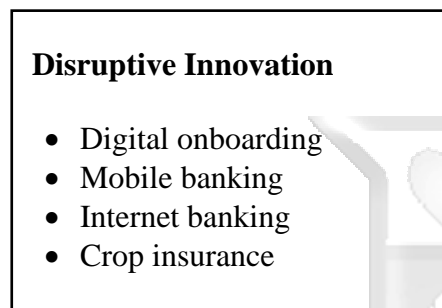 Disruptive Innovation
• Digital onboarding
• Mobile banking
• Internet banking
• Crop insurance